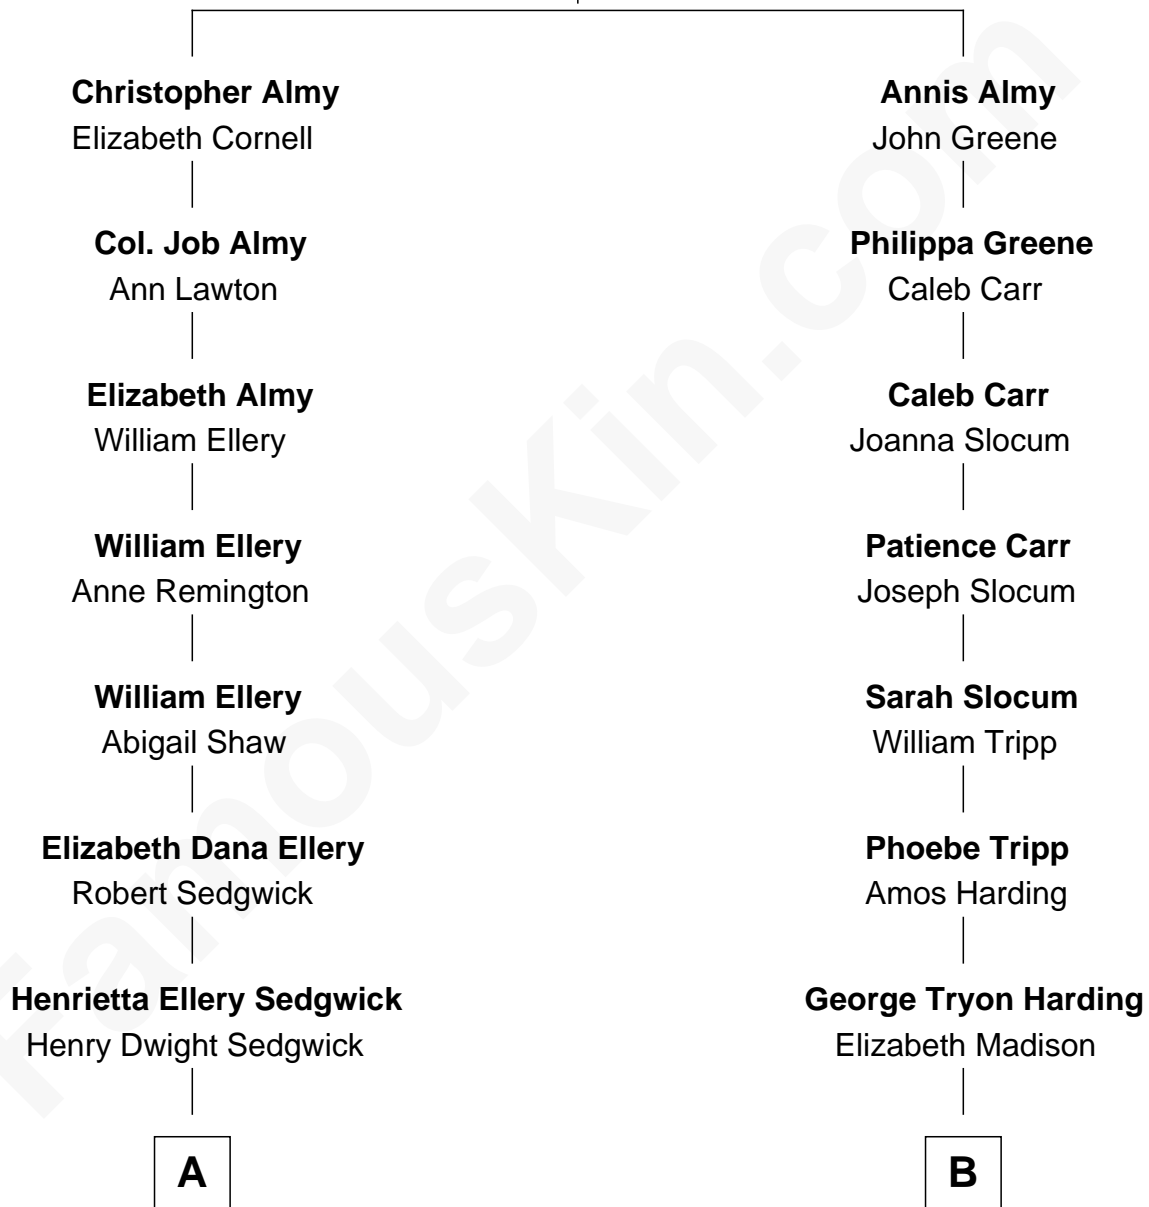 Christopher Almy
Elizabeth Cornell
Annis Almy
John Greene
Col. Job Almy
Ann Lawton
Philippa Greene
Caleb Carr
Elizabeth Almy
William Ellery
Caleb Carr
Joanna Slocum
William Ellery
Anne Remington
Patience Carr
Joseph Slocum
William Ellery
Abigail Shaw
Sarah Slocum
William Tripp
Elizabeth Dana Ellery
Robert Sedgwick
Phoebe Tripp
Amos Harding
Henrietta Ellery Sedgwick
Henry Dwight Sedgwick
George Tryon Harding
Elizabeth Madison
A
B
FamousKin.com